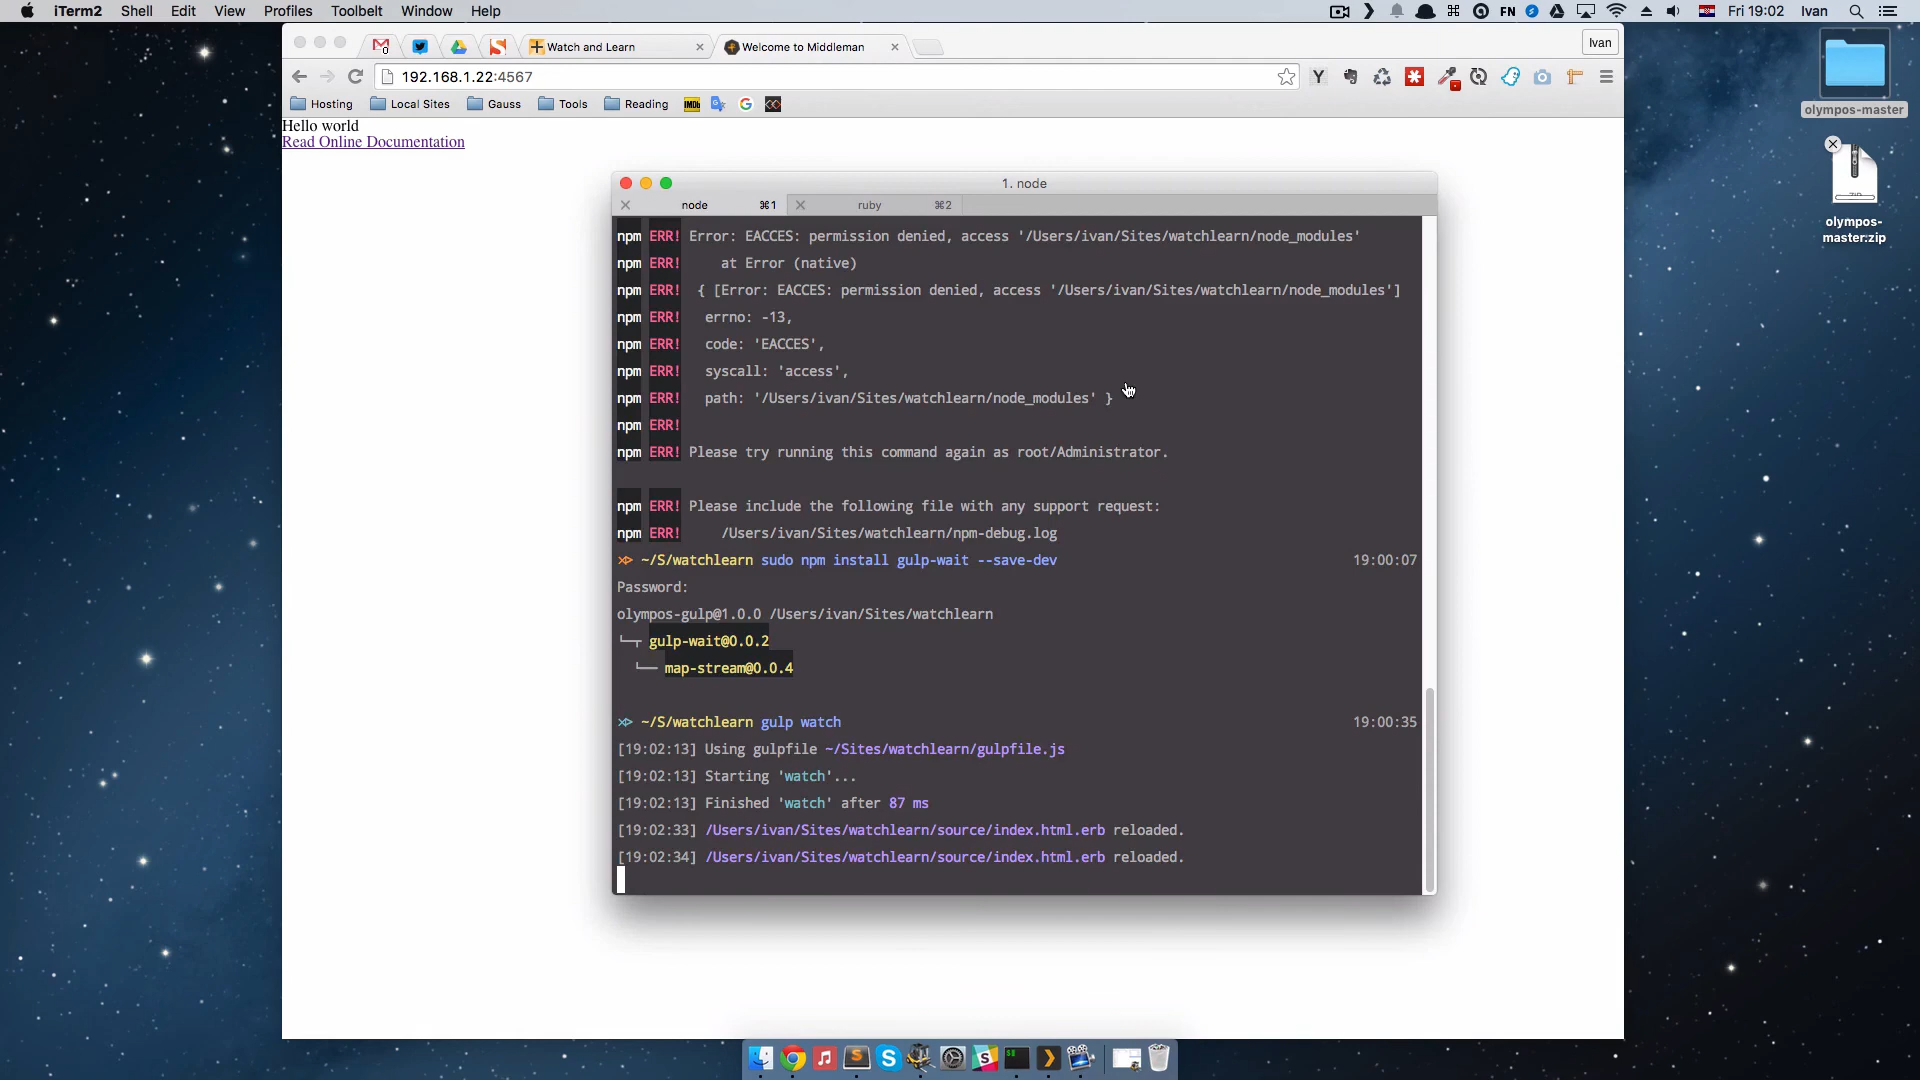 iTerm2 Shell Edit View Profiles Toolbelt Window Help FN Fri 19:02 Ivan
0 Watch and Learn Welcome to Middleman Ivan
192.168.1.22:4567
Hosting Local Sites Gauss Tools Reading IMDb
Hello world
Read Online Documentation
olympos-master
ZIP
olympos-
master.zip
1. node
node ⌘1 ruby ⌘2
npm ERR! Error: EACCES: permission denied, access '/Users/ivan/Sites/watchlearn/node_modules'
npm ERR!     at Error (native)
npm ERR!  { [Error: EACCES: permission denied, access '/Users/ivan/Sites/watchlearn/node_modules']
npm ERR!   errno: -13,
npm ERR!   code: 'EACCES',
npm ERR!   syscall: 'access',
npm ERR!   path: '/Users/ivan/Sites/watchlearn/node_modules' }
npm ERR!
npm ERR! Please try running this command again as root/Administrator.
npm ERR! Please include the following file with any support request:
npm ERR!     /Users/ivan/Sites/watchlearn/npm-debug.log
~/S/watchlearn sudo npm install gulp-wait --save-dev 19:00:07
Password:
olympos-gulp@1.0.0 /Users/ivan/Sites/watchlearn
└─┬ gulp-wait@0.0.2
  └── map-stream@0.0.4
~/S/watchlearn gulp watch 19:00:35
[19:02:13] Using gulpfile ~/Sites/watchlearn/gulpfile.js
[19:02:13] Starting 'watch'...
[19:02:13] Finished 'watch' after 87 ms
[19:02:33] /Users/ivan/Sites/watchlearn/source/index.html.erb reloaded.
[19:02:34] /Users/ivan/Sites/watchlearn/source/index.html.erb reloaded.